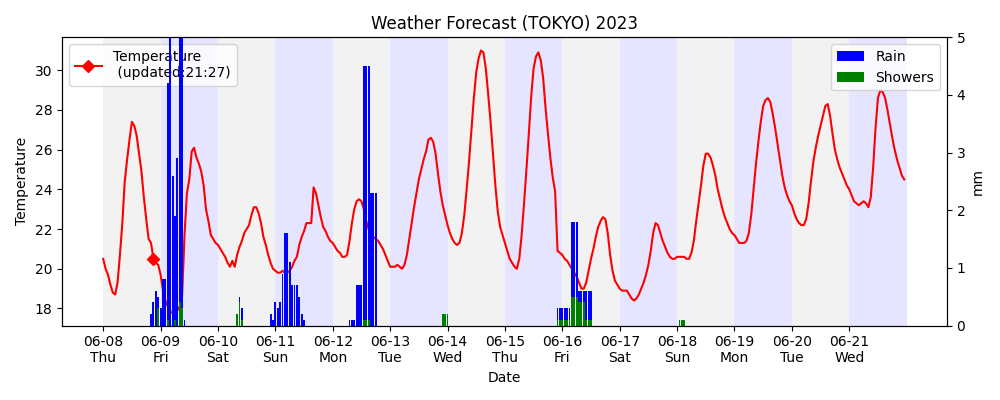 Weather Forecast (TOKYO) 2023
Temperature
(updated:21:27)
Rain
Showers
Temperature
30
28
26
24
22
20
18
5
4
3
2
1
0
mm
06-08 06-09 06-10 06-11 06-12 06-13 06-14 06-15 06-16 06-17 06-18 06-19 06-20 06-21
Thu Fri Sat Sun Mon Tue Wed Thu Fri Sat Sun Mon Tue Wed
Date